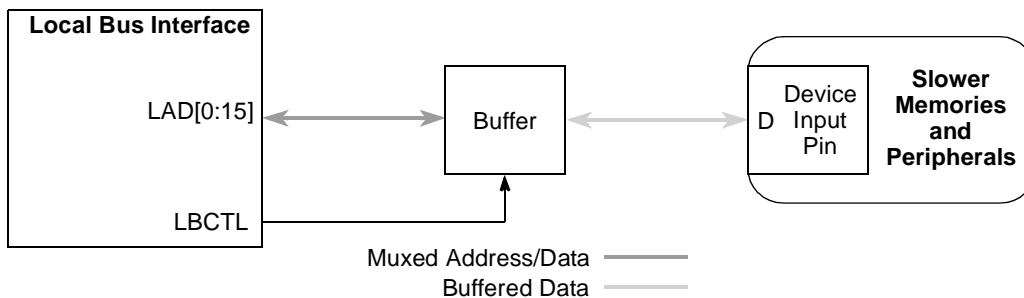 Local Bus Interface
LAD[0:15]
LBCTL
Buffer
D
Device
Input
Pin
Slower
Memories
and
Peripherals
Muxed Address/Data
Buffered Data